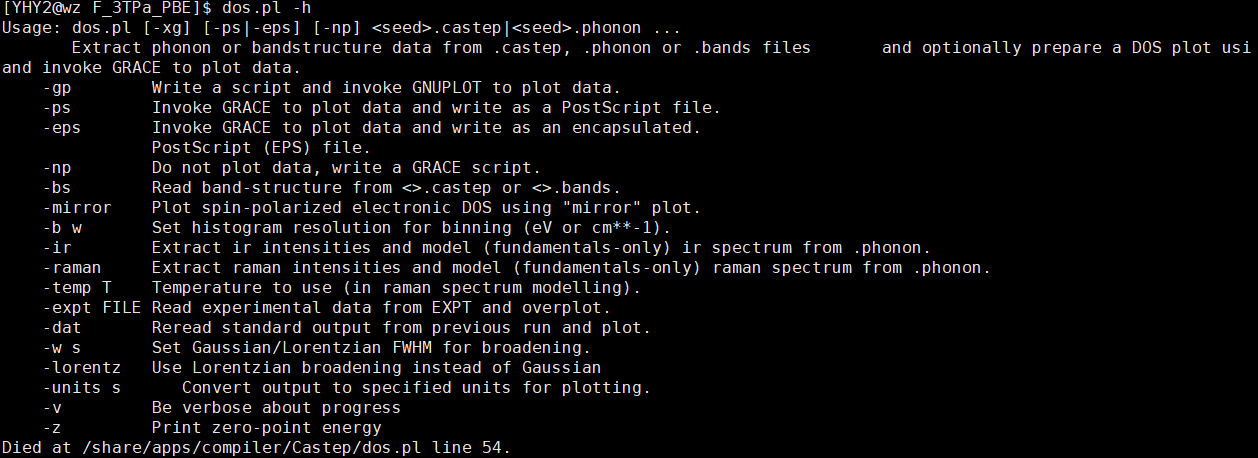 [YHY2@wz F_3TPa_PBE]$ dos.pl -h
Usage: dos.pl [-xg] [-ps|-eps] [-np] <seed>.castep|<seed>.phonon ...
       Extract phonon or bandstructure data from .castep, .phonon or .bands files       and optionally prepare a DOS plot usi
and invoke GRACE to plot data.
    -gp        Write a script and invoke GNUPLOT to plot data.
    -ps        Invoke GRACE to plot data and write as a PostScript file.
    -eps       Invoke GRACE to plot data and write as an encapsulated.
               PostScript (EPS) file.
    -np        Do not plot data, write a GRACE script.
    -bs        Read band-structure from <>.castep or <>.bands.
    -mirror    Plot spin-polarized electronic DOS using "mirror" plot.
    -b w       Set histogram resolution for binning (eV or cm**-1).
    -ir        Extract ir intensities and model (fundamentals-only) ir spectrum from .phonon.
    -raman     Extract raman intensities and model (fundamentals-only) raman spectrum from .phonon.
    -temp T    Temperature to use (in raman spectrum modelling).
    -expt FILE Read experimental data from EXPT and overplot.
    -dat       Reread standard output from previous run and plot.
    -w s       Set Gaussian/Lorentzian FWHM for broadening.
    -lorentz   Use Lorentzian broadening instead of Gaussian
    -units s      Convert output to specified units for plotting.
    -v         Be verbose about progress
    -z         Print zero-point energy
Died at /share/apps/compiler/Castep/dos.pl line 54.